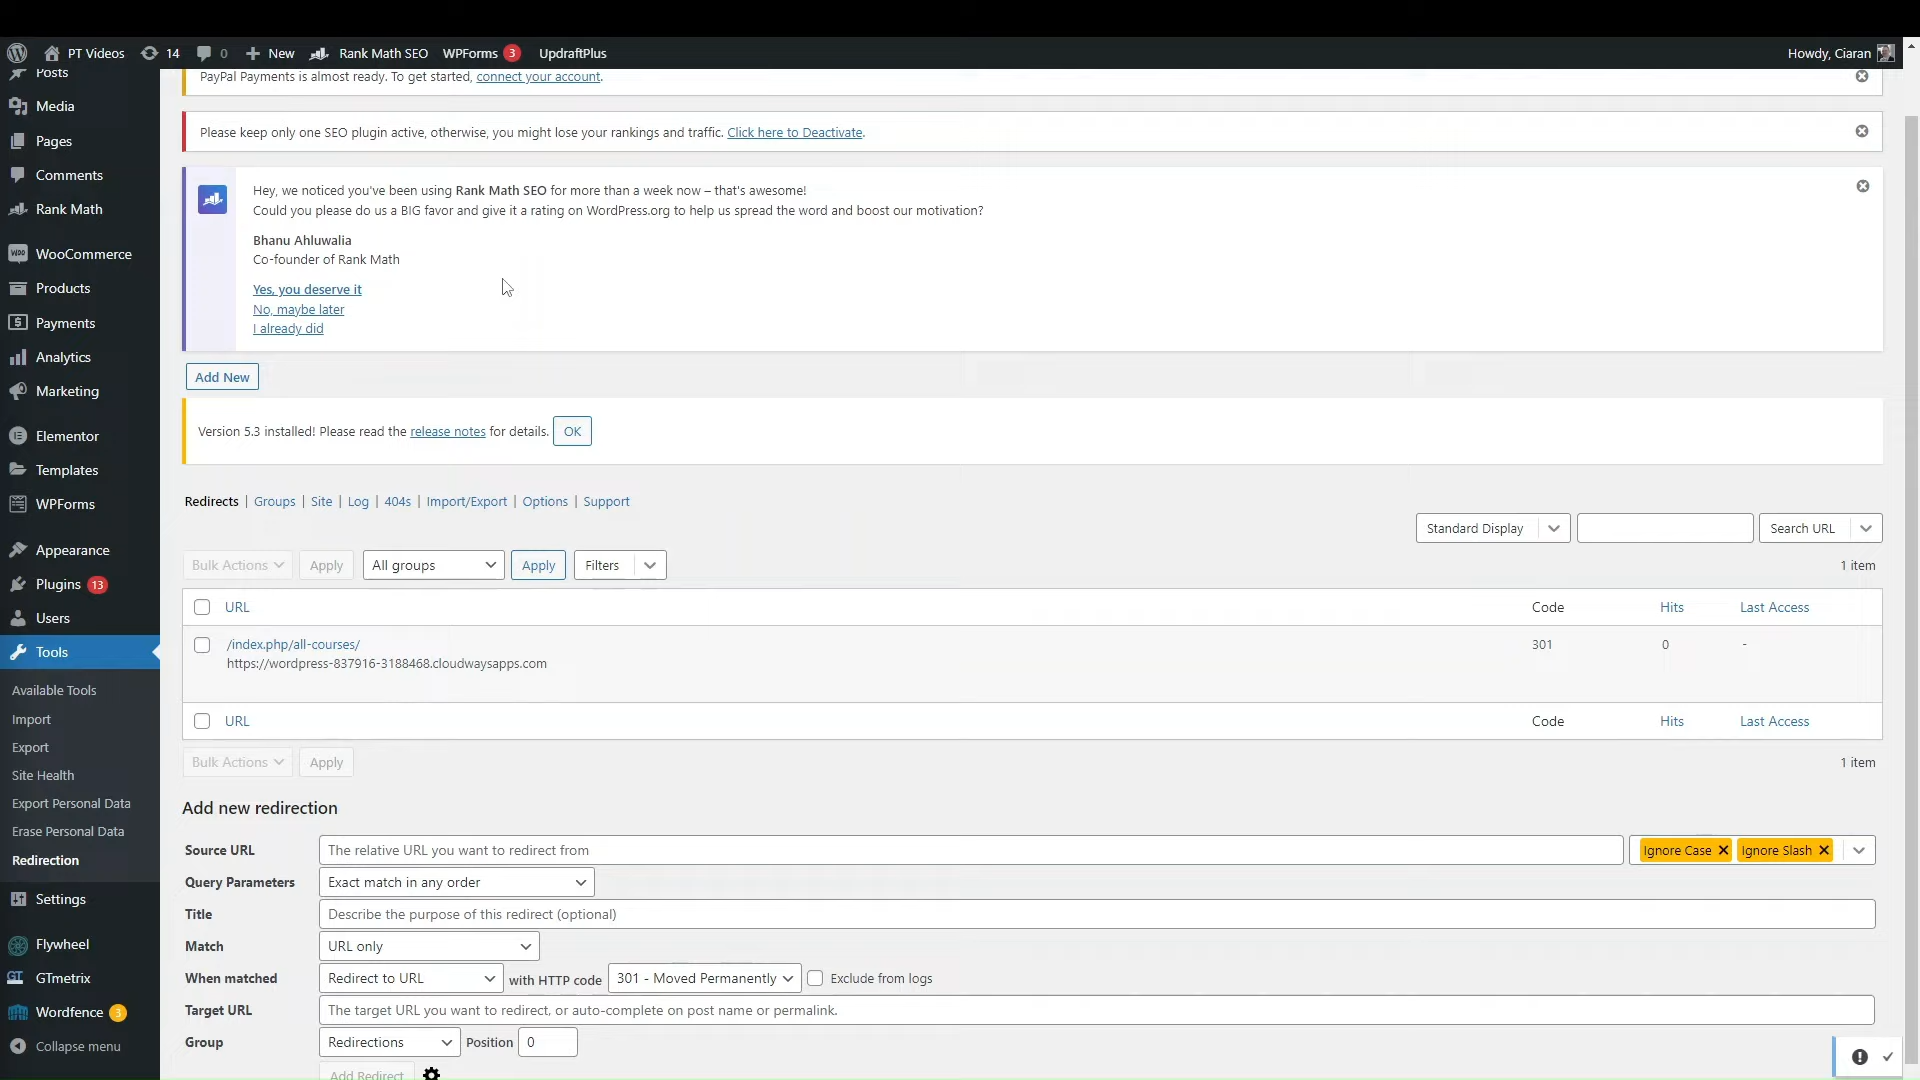 PT Videos
14
0
New
Rank Math SEO
WPForms 3
UpdraftPlus
Howdy, Ciaran
Posts
Media
Pages
Comments
Rank Math
WooCommerce
Products
Payments
Analytics
Marketing
Elementor
Templates
WPForms
Appearance
Plugins 13
Users
Tools
Available Tools
Import
Export
Site Health
Export Personal Data
Erase Personal Data
Redirection
Settings
Flywheel
GTmetrix
Wordfence 3
Collapse menu
PayPal Payments is almost ready. To get started, connect your account.
Please keep only one SEO plugin active, otherwise, you might lose your rankings and traffic. Click here to Deactivate.
Hey, we noticed you've been using Rank Math SEO for more than a week now – that's awesome!
Could you please do us a BIG favor and give it a rating on WordPress.org to help us spread the word and boost our motivation?
Bhanu Ahluwalia
Co-founder of Rank Math
Yes, you deserve it
No, maybe later
I already did
Add New
Version 5.3 installed! Please read the release notes for details. OK
Redirects | Groups | Site | Log | 404s | Import/Export | Options | Support
Standard Display
Search URL
Bulk Actions Apply All groups Apply Filters 1 item
URL Code Hits Last Access
/index.php/all-courses/ 301 0 -
https://wordpress-837916-3188468.cloudwaysapps.com
URL Code Hits Last Access
Bulk Actions Apply 1 item
Add new redirection
Source URL The relative URL you want to redirect from Ignore Case Ignore Slash
Query Parameters Exact match in any order
Title Describe the purpose of this redirect (optional)
Match URL only
When matched Redirect to URL with HTTP code 301 - Moved Permanently Exclude from logs
Target URL The target URL you want to redirect, or auto-complete on post name or permalink.
Group Redirections Position 0
Add Redirect